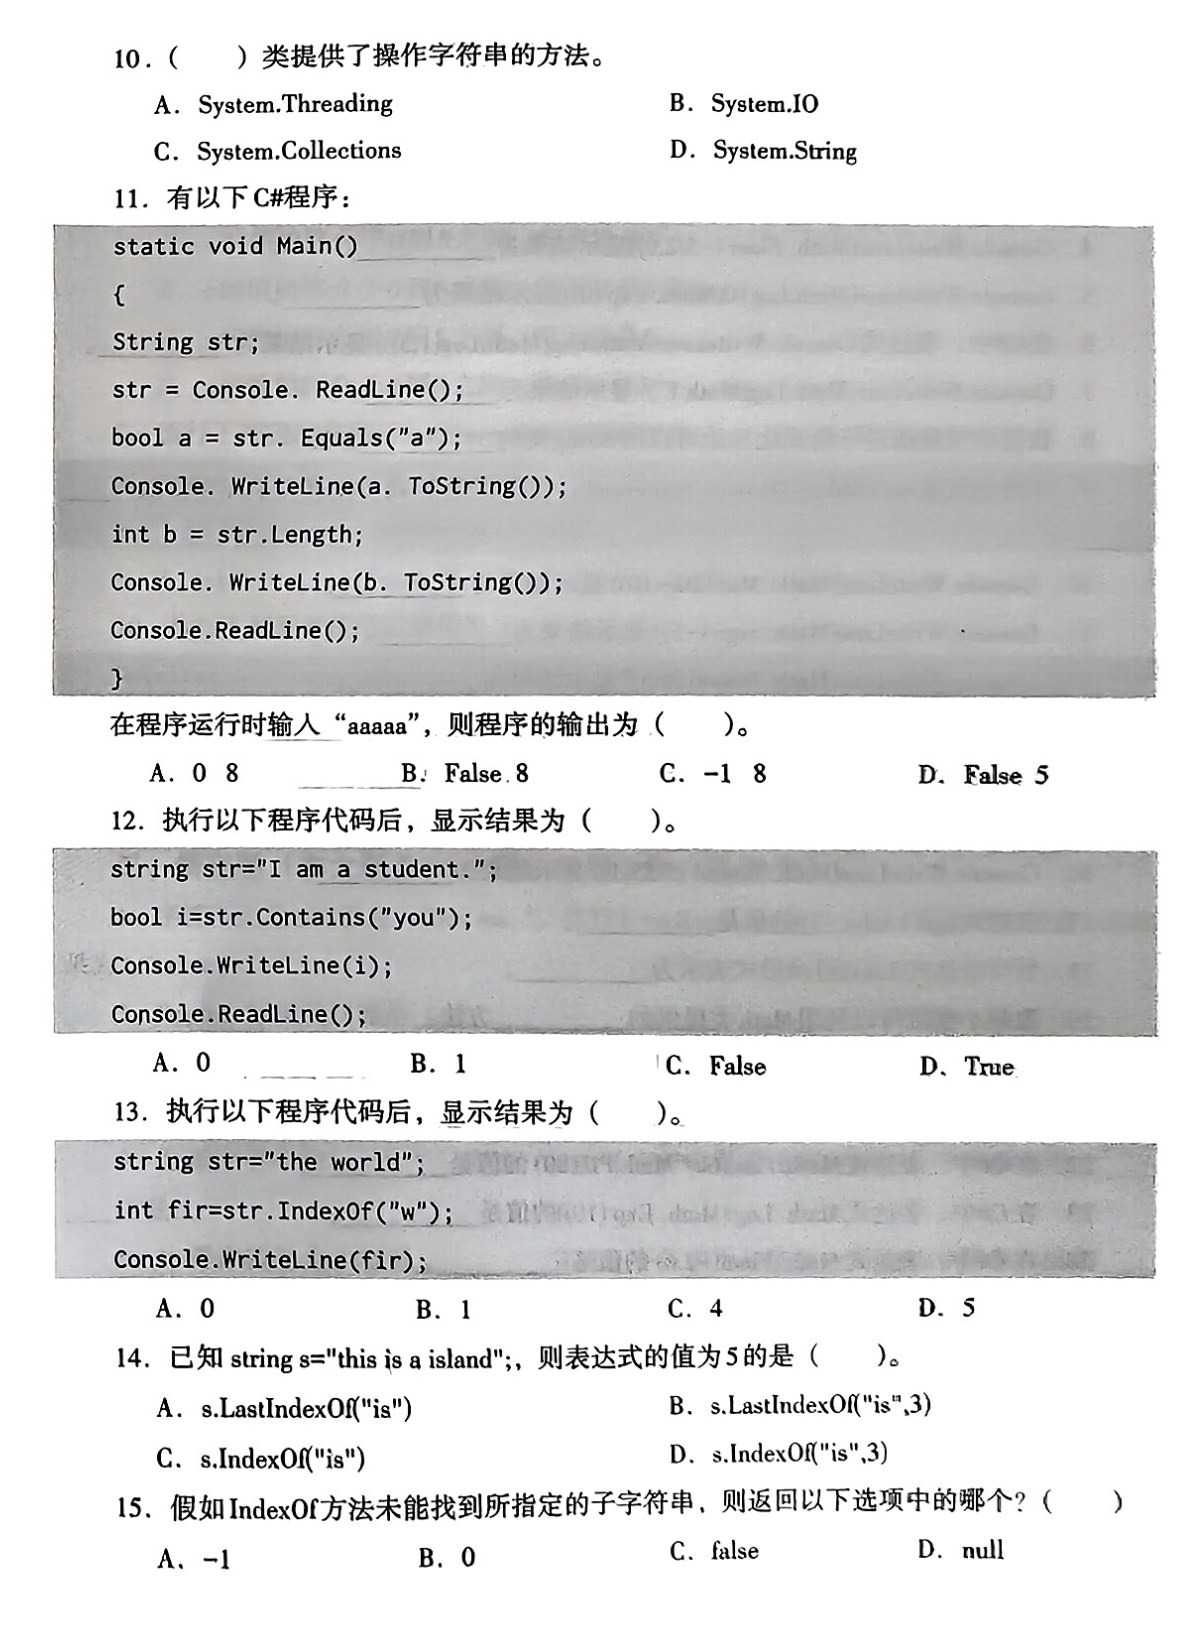 10．(　　) 类提供了操作字符串的方法。
A．System.Threading　　B．System.IO
C．System.Collections　　D．System.String
11．有以下 C#程序：
static void Main()
{
String str;
str = Console. ReadLine();
bool a = str. Equals("a");
Console. WriteLine(a. ToString());
int b = str.Length;
Console. WriteLine(b. ToString());
Console.ReadLine();
}
在程序运行时输入“aaaaa”，则程序的输出为（　　）。
A．0 8　　B．False 8　　C．-1 8　　D．False 5
12．执行以下程序代码后，显示结果为（　　）。
string str="I am a student.";
bool i=str.Contains("you");
Console.WriteLine(i);
Console.ReadLine();
A．0　　B．1　　C．False　　D、True
13．执行以下程序代码后，显示结果为（　　）。
string str="the world";
int fir=str.IndexOf("w");
Console.WriteLine(fir);
A．0　　B．1　　C．4　　D．5
14．已知 string s="this is a island";，则表达式的值为 5 的是（　　）。
A．s.LastIndexOf("is")　　B．s.LastIndexOf("is",3)
C．s.IndexOf("is")　　D．s.IndexOf("is",3)
15．假如 IndexOf 方法未能找到所指定的子字符串，则返回以下选项中的哪个？（　　）
A．-1　　B．0　　C．false　　D．null